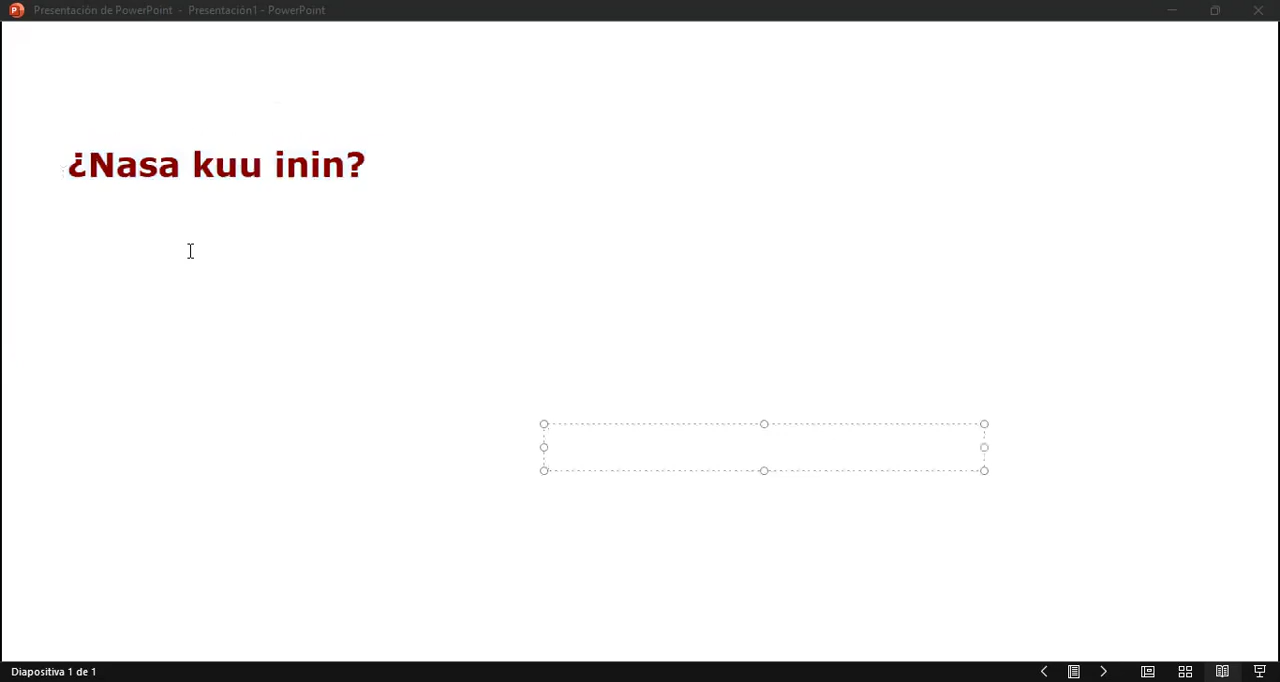 Presentación de PowerPoint - Presentación1 - PowerPoint
¿Nasa kuu inin?
Diapositiva 1 de 1